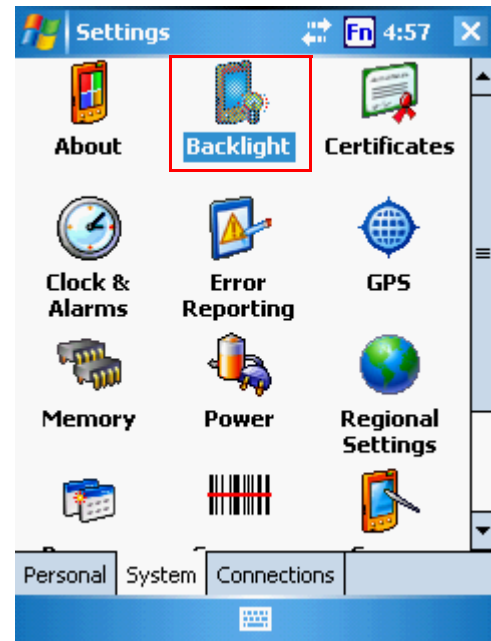 Settings Fn 4:57
About Backlight Certificates
Clock & Error GPS
Alarms Reporting
Memory Power Regional
Settings
Personal System Connections